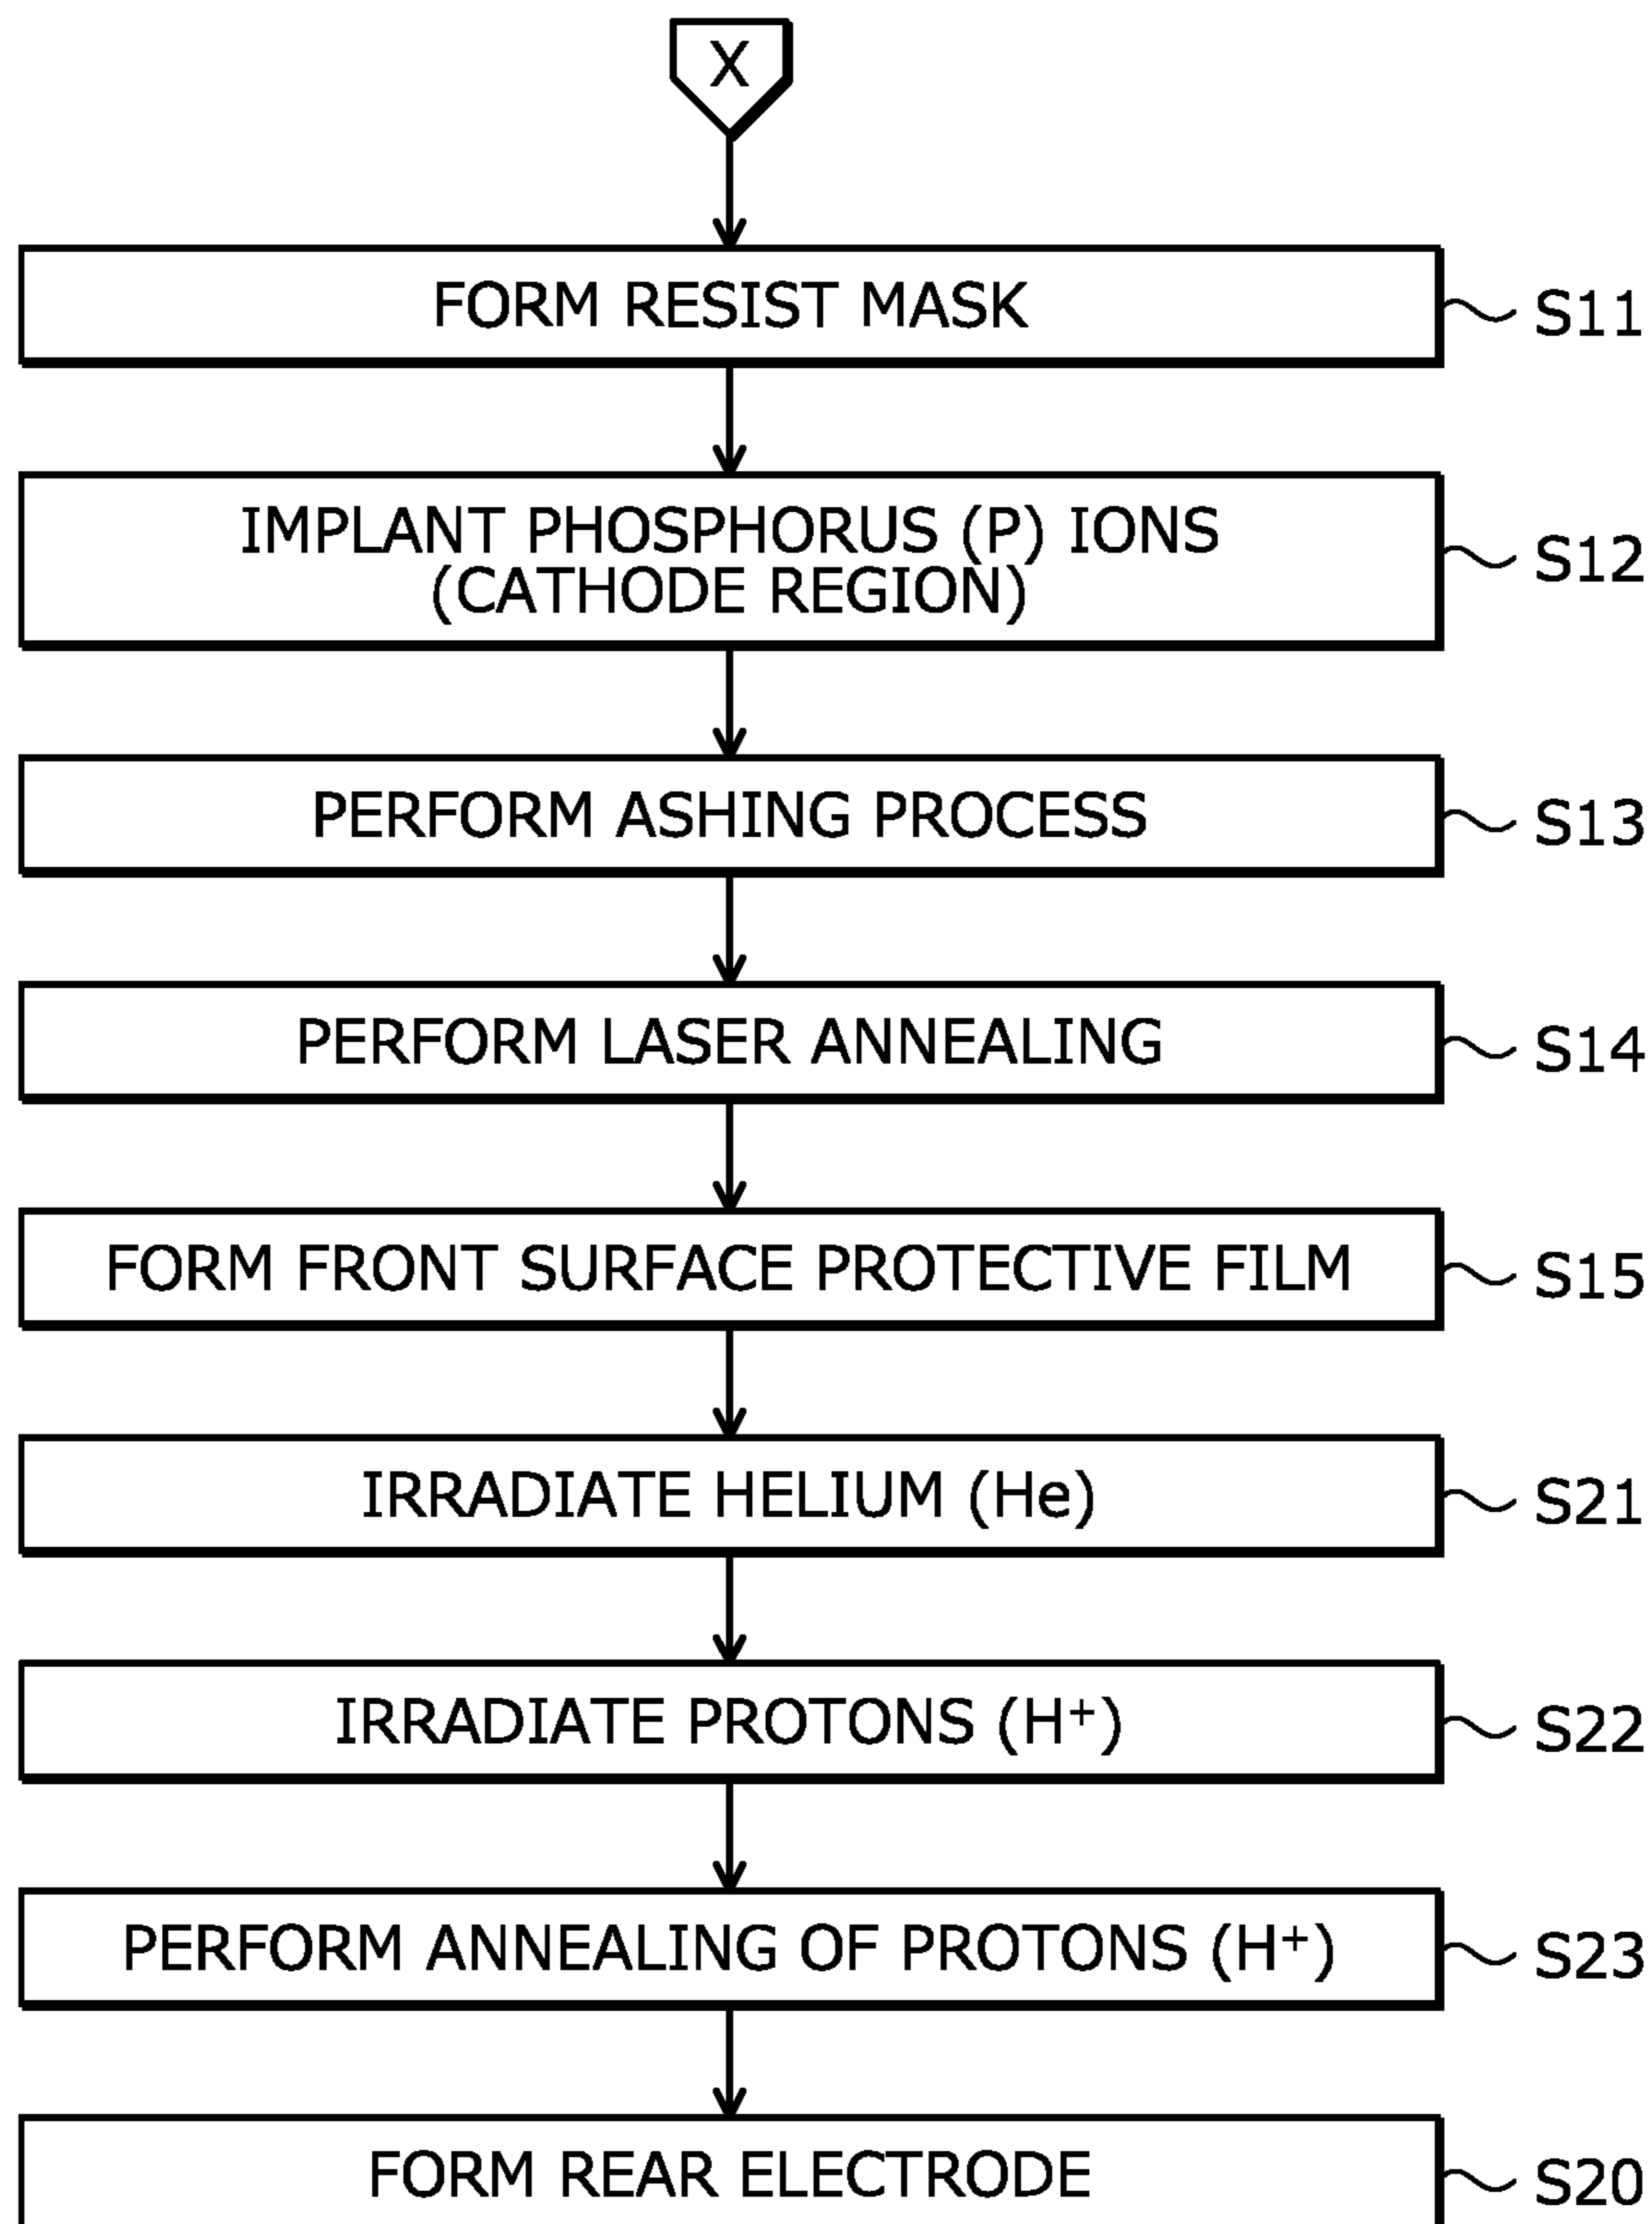 X
FORM RESIST MASK
S11
IMPLANT PHOSPHORUS (P) IONS
(CATHODE REGION)
S12
PERFORM ASHING PROCESS
S13
PERFORM LASER ANNEALING
S14
FORM FRONT SURFACE PROTECTIVE FILM
S15
IRRADIATE HELIUM (He)
S21
IRRADIATE PROTONS (H⁺)
S22
PERFORM ANNEALING OF PROTONS (H⁺)
S23
FORM REAR ELECTRODE
S20